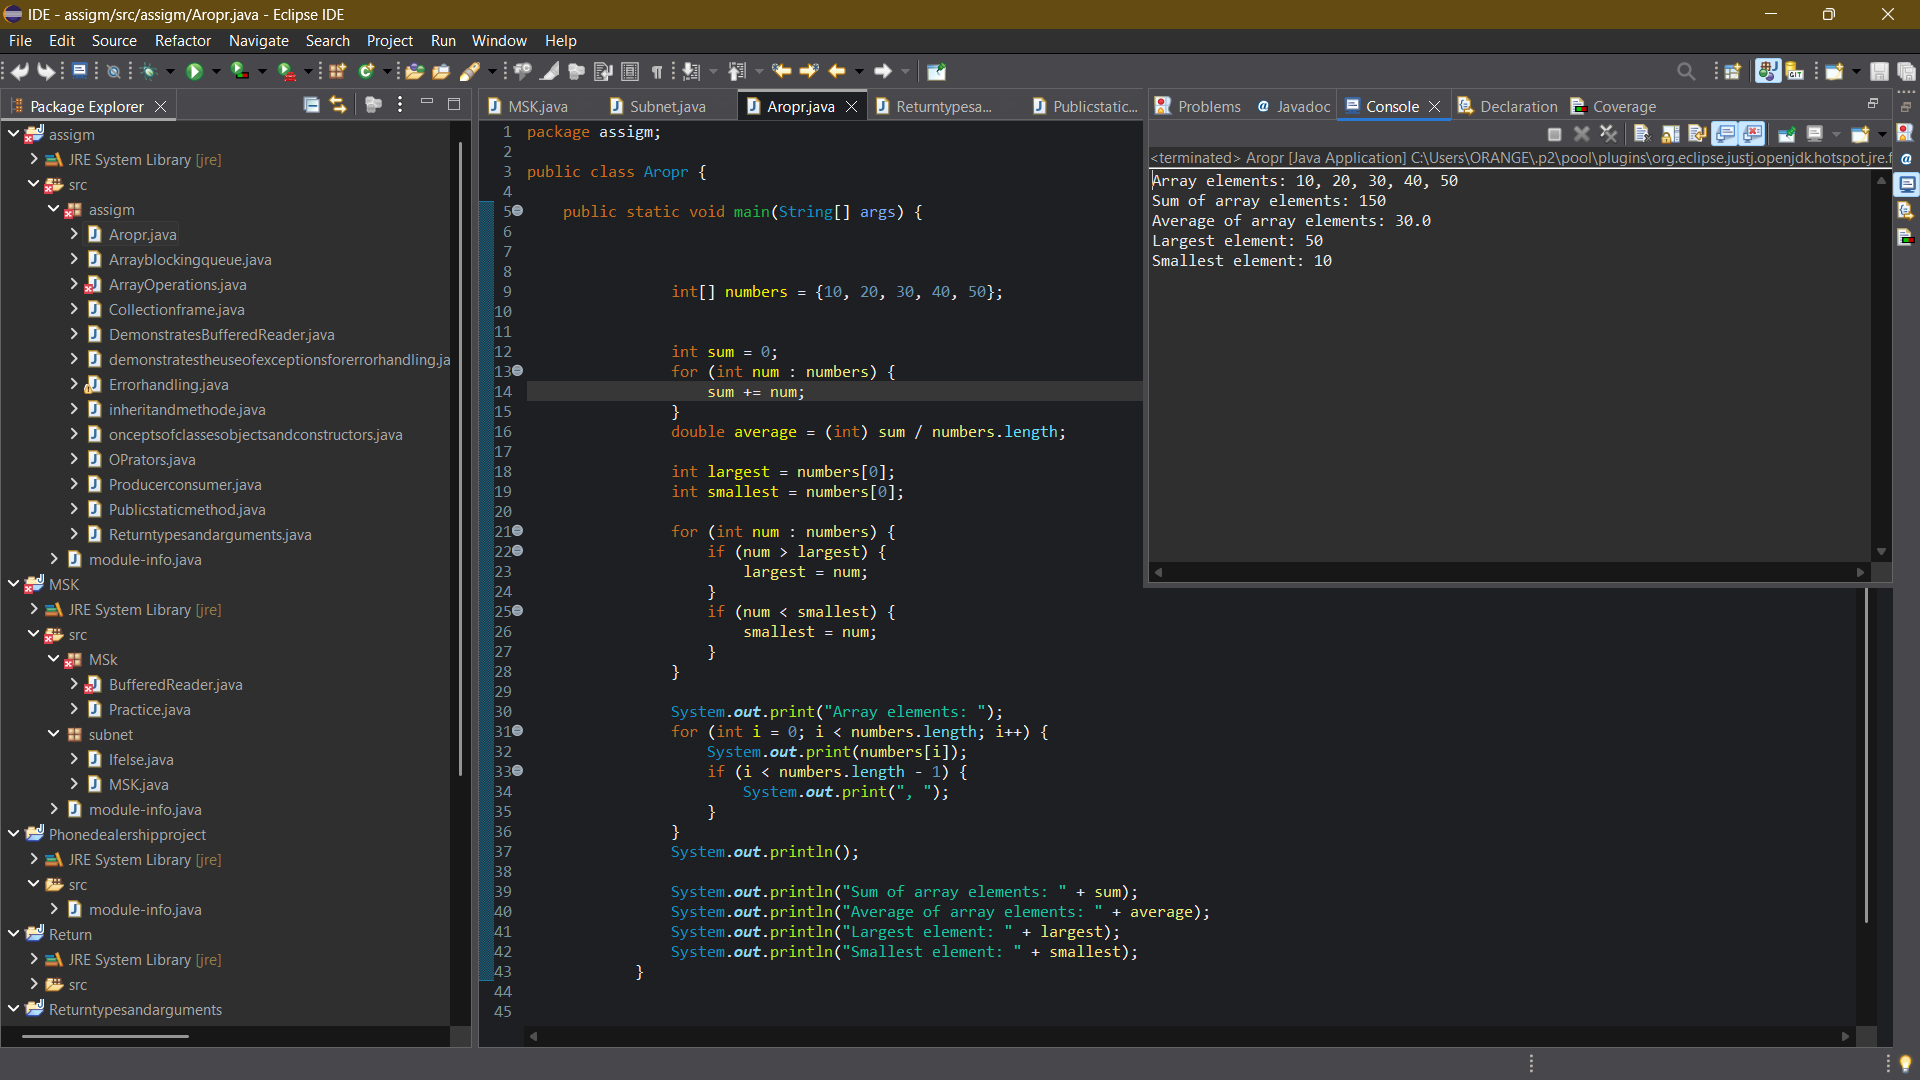 IDE - assigm/src/assigm/Aropr.java - Eclipse IDE
File Edit Source Refactor Navigate Search Project Run Window Help
Package Explorer
assigm
JRE System Library [jre]
src
assigm
Aropr.java
Arrayblockingqueue.java
ArrayOperations.java
Collectionframe.java
DemonstratesBufferedReader.java
demonstratestheuseofexceptionsforerrorhandling.ja
Errorhandling.java
inheritandmethode.java
onceptsofclassesobjectsandconstructors.java
OPrators.java
Producerconsumer.java
Publicstaticmethod.java
Returntypesandarguments.java
module-info.java
MSK
JRE System Library [jre]
src
MSk
BufferedReader.java
Practice.java
subnet
Ifelse.java
MSK.java
module-info.java
Phonedealershipproject
JRE System Library [jre]
src
module-info.java
Return
JRE System Library [jre]
src
Returntypesandarguments
MSK.java Subnet.java Aropr.java Returntypesa... Publicstatic...
1 package assigm;
2
3 public class Aropr {
4
5 public static void main(String[] args) {
6
7
8
9 int[] numbers = {10, 20, 30, 40, 50};
10
11
12 int sum = 0;
13 for (int num : numbers) {
14 sum += num;
15 }
16 double average = (int) sum / numbers.length;
17
18 int largest = numbers[0];
19 int smallest = numbers[0];
20
21 for (int num : numbers) {
22 if (num > largest) {
23 largest = num;
24 }
25 if (num < smallest) {
26 smallest = num;
27 }
28 }
29
30 System.out.print("Array elements: ");
31 for (int i = 0; i < numbers.length; i++) {
32 System.out.print(numbers[i]);
33 if (i < numbers.length - 1) {
34 System.out.print(", ");
35 }
36 }
37 System.out.println();
38
39 System.out.println("Sum of array elements: " + sum);
40 System.out.println("Average of array elements: " + average);
41 System.out.println("Largest element: " + largest);
42 System.out.println("Smallest element: " + smallest);
43 }
44
45
Problems Javadoc Console Declaration Coverage
<terminated> Aropr [Java Application] C:\Users\ORANGE\.p2\pool\plugins\org.eclipse.justj.openjdk.hotspot.jre.f
Array elements: 10, 20, 30, 40, 50
Sum of array elements: 150
Average of array elements: 30.0
Largest element: 50
Smallest element: 10